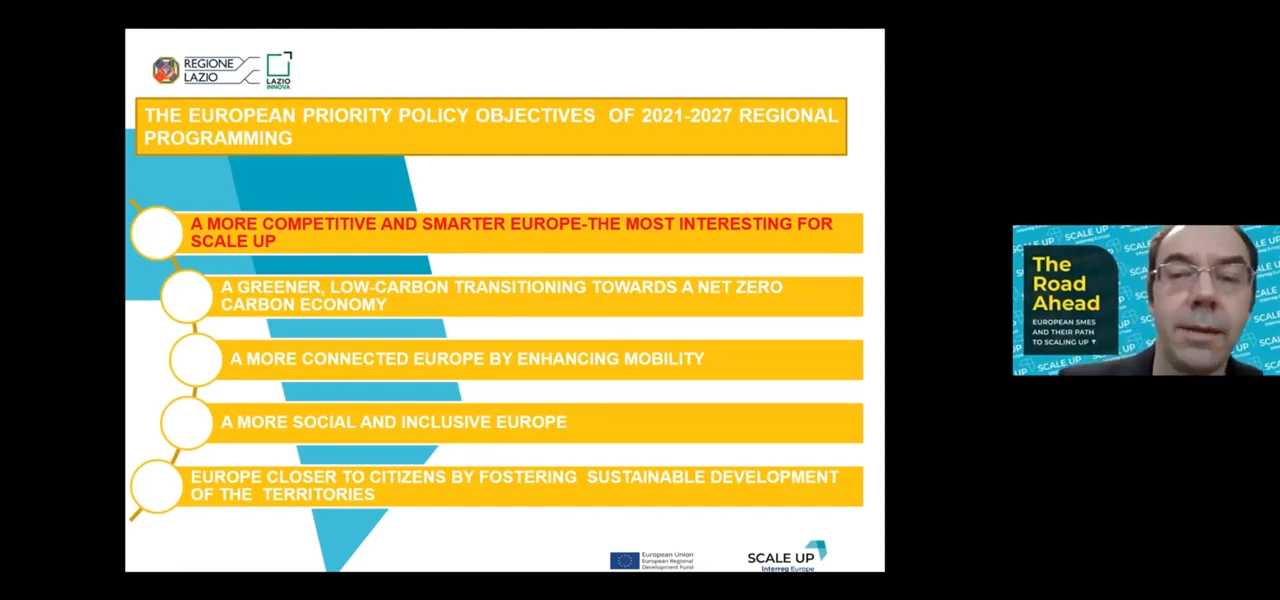 REGIONE
LAZIO
LAZIO
INNOVA
THE EUROPEAN PRIORITY POLICY OBJECTIVES OF 2021-2027 REGIONAL
PROGRAMMING
A MORE COMPETITIVE AND SMARTER EUROPE-THE MOST INTERESTING FOR
SCALE UP
A GREENER, LOW-CARBON TRANSITIONING TOWARDS A NET ZERO
CARBON ECONOMY
A MORE CONNECTED EUROPE BY ENHANCING MOBILITY
A MORE SOCIAL AND INCLUSIVE EUROPE
EUROPE CLOSER TO CITIZENS BY FOSTERING SUSTAINABLE DEVELOPMENT
OF THE TERRITORIES
European Union
European Regional
Development Fund
SCALE UP
Interreg Europe
The
Road
Ahead
EUROPEAN SMES
AND THEIR PATH
TO SCALING UP ↑
SCALE UP
Interreg Europe